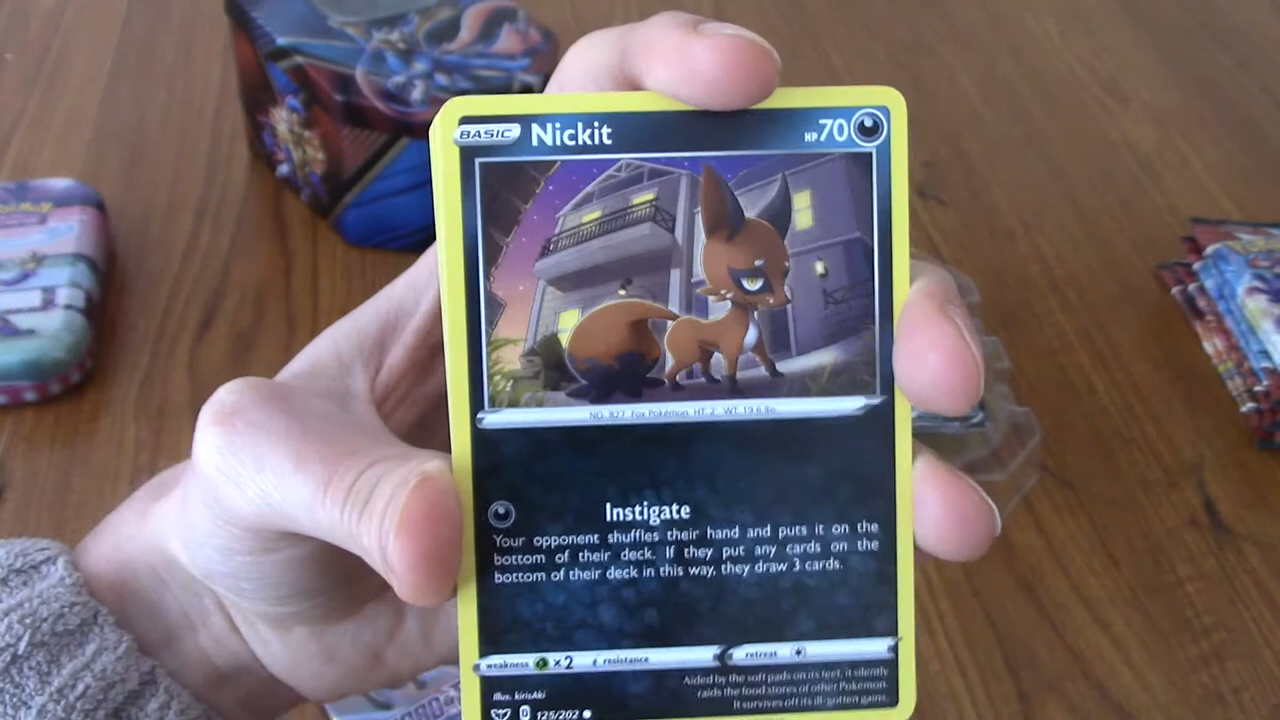 BASIC Nickit HP 70
NO. 827 Fox Pokémon HT: 2' WT: 19.6 lbs.
Instigate
Your opponent shuffles their hand and puts it on the
bottom of their deck. If they put any cards on the
bottom of their deck in this way, they draw 3 cards.
weakness ×2 resistance retreat
Aided by the soft pads on its feet, it silently
raids the food stores of other Pokémon.
It survives off its ill-gotten gains.
Illus. kirisAki
D 125/202